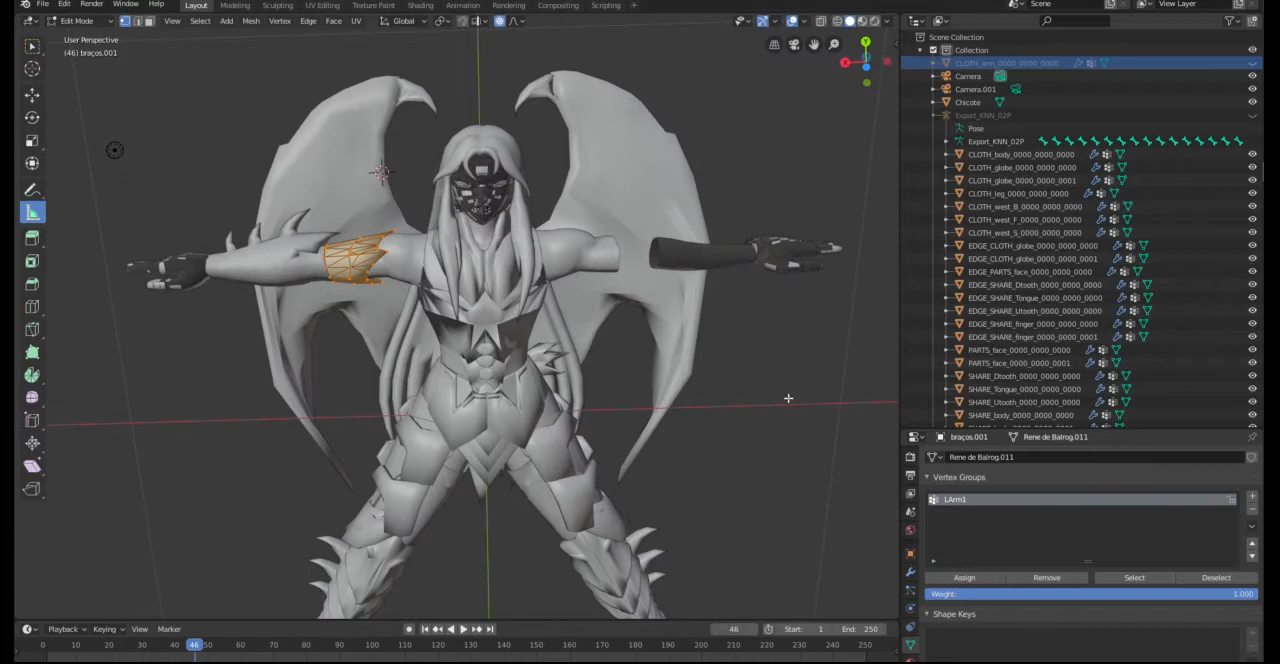 File Edit Render Window Help Layout Modeling Sculpting UV Editing Texture Paint Shading Animation Rendering Compositing Scripting Scene View Layer
Edit Mode View Select Add Mesh Vertex Edge Face UV Global
User Perspective
(46) braços.001
Y
X
Scene Collection
Collection
CLOTH_arm_0000_0000_0000
Camera
Camera.001
Chicote
Export_KNN_02P
Pose
Export_KNN_02P
CLOTH_body_0000_0000_0000
CLOTH_globe_0000_0000_0000
CLOTH_globe_0000_0000_0001
CLOTH_leg_0000_0000_0000
CLOTH_west_B_0000_0000_0000
CLOTH_west_F_0000_0000_0000
CLOTH_west_S_0000_0000_0000
EDGE_CLOTH_globe_0000_0000_0000
EDGE_CLOTH_globe_0000_0000_0001
EDGE_PARTS_face_0000_0000_0000
EDGE_SHARE_Dtooth_0000_0000_0000
EDGE_SHARE_Tongue_0000_0000_0000
EDGE_SHARE_Utooth_0000_0000_0000
EDGE_SHARE_finger_0000_0000_0000
EDGE_SHARE_finger_0000_0000_0001
PARTS_face_0000_0000_0000
PARTS_face_0000_0000_0001
SHARE_Dtooth_0000_0000_0000
SHARE_Tongue_0000_0000_0000
SHARE_Utooth_0000_0000_0000
SHARE_body_0000_0000_0000
braços.001 Rene de Balrog.011
Rene de Balrog.011
Vertex Groups
LArm1
Assign Remove Select Deselect
Weight: 1.000
Shape Keys
Playback Keying View Marker 46 Start: 1 End: 250
0 10 20 30 40 46 50 60 70 80 90 100 110 120 130 140 150 160 170 180 190 200 210 220 230 240 250